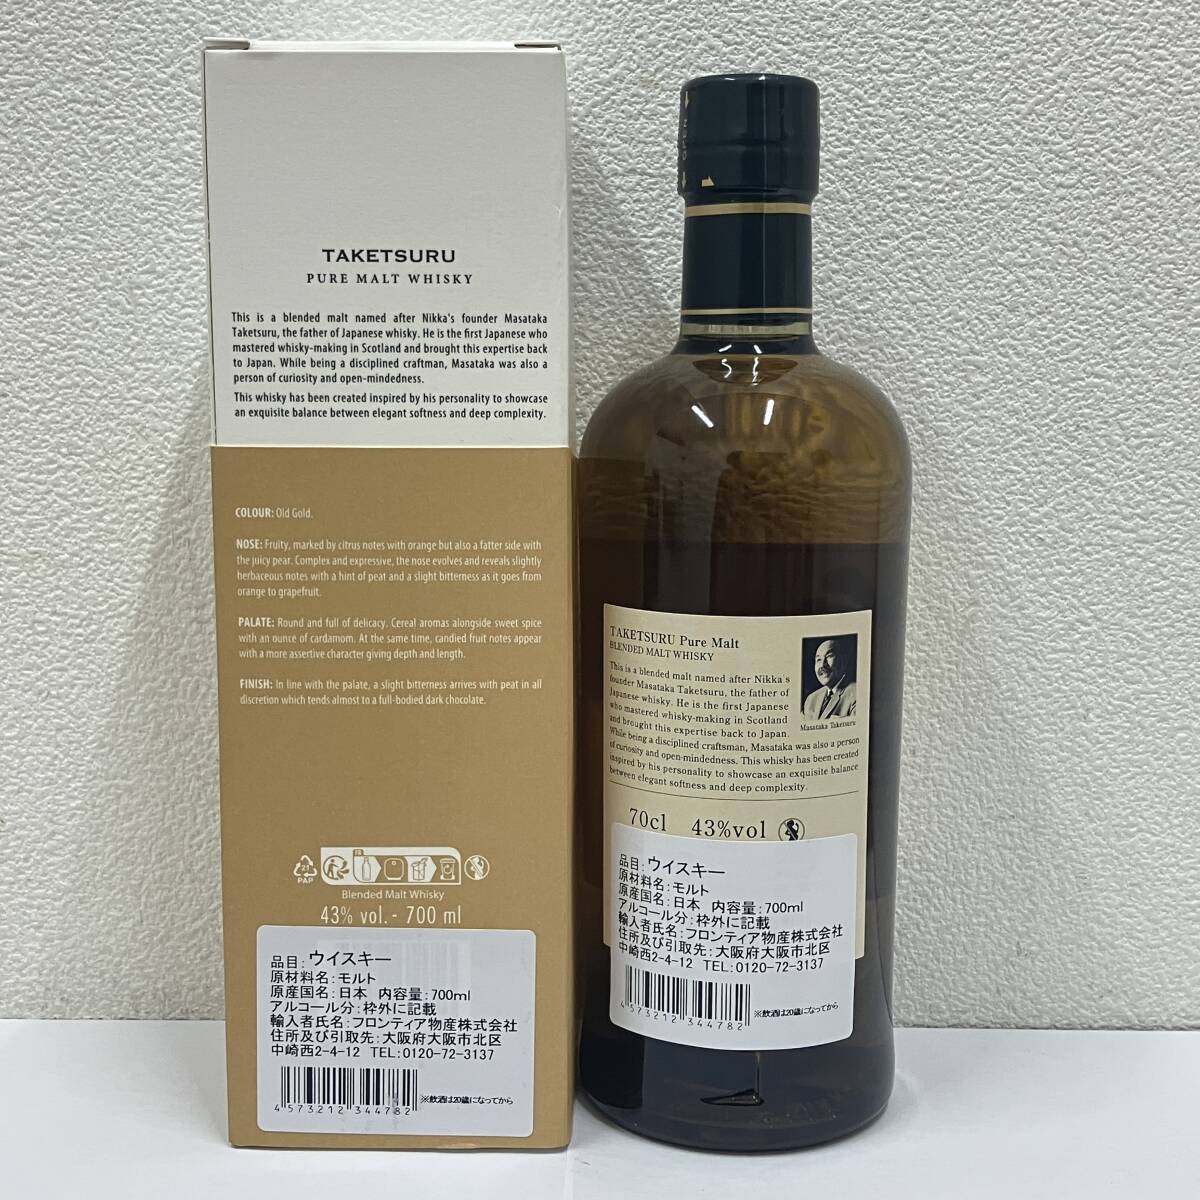 TAKETSURU
PURE MALT WHISKY
This is a blended malt named after Nikka's founder Masataka
Taketsuru, the father of Japanese whisky. He is the first Japanese who
mastered whisky-making in Scotland and brought this expertise back
to Japan. While being a disciplined craftman, Masataka was also a
person of curiosity and open-mindedness.
This whisky has been created inspired by his personality to showcase
an exquisite balance between elegant softness and deep complexity.
COLOUR: Old Gold.
NOSE: Fruity, marked by citrus notes with orange but also a fatter side with
the juicy pear. Complex and expressive, the nose evolves and reveals slightly
herbaceous notes with a hint of peat and a slight bitterness as it goes from
orange to grapefruit.
PALATE: Round and full of delicacy. Cereal aromas alongside sweet spice
with an ounce of cardamom. At the same time, candied fruit notes appear
with a more assertive character giving depth and length.
FINISH: In line with the palate, a slight bitterness arrives with peat in all
discretion which tends almost to a full-bodied dark chocolate.
21
PAP
FR
Blended Malt Whisky
43% vol. - 700 ml
品目:ウイスキー
原材料名:モルト
原産国名:日本 内容量:700ml
アルコール分:枠外に記載
輸入者氏名:フロンティア物産株式会社
住所及び引取先:大阪府大阪市北区
中崎西2-4-12 TEL:0120-72-3137
4 573212 344782
※飲酒は20歳になってから
TAKETSURU Pure Malt
BLENDED MALT WHISKY
This is a blended malt named after Nikka's
founder Masataka Taketsuru, the father of
Japanese whisky. He is the first Japanese
who mastered whisky-making in Scotland
and brought this expertise back to Japan.
While being a disciplined craftsman, Masataka was also a person
of curiosity and open-mindedness. This whisky has been created
inspired by his personality to showcase an exquisite balance
between elegant softness and deep complexity.
Masataka Taketsuru
70cl 43%vol
品目:ウイスキー
原材料名:モルト
原産国名:日本 内容量:700ml
アルコール分:枠外に記載
輸入者氏名:フロンティア物産株式会社
住所及び引取先:大阪府大阪市北区
中崎西2-4-12 TEL:0120-72-3137
4 573212 344782
※飲酒は20歳になってから